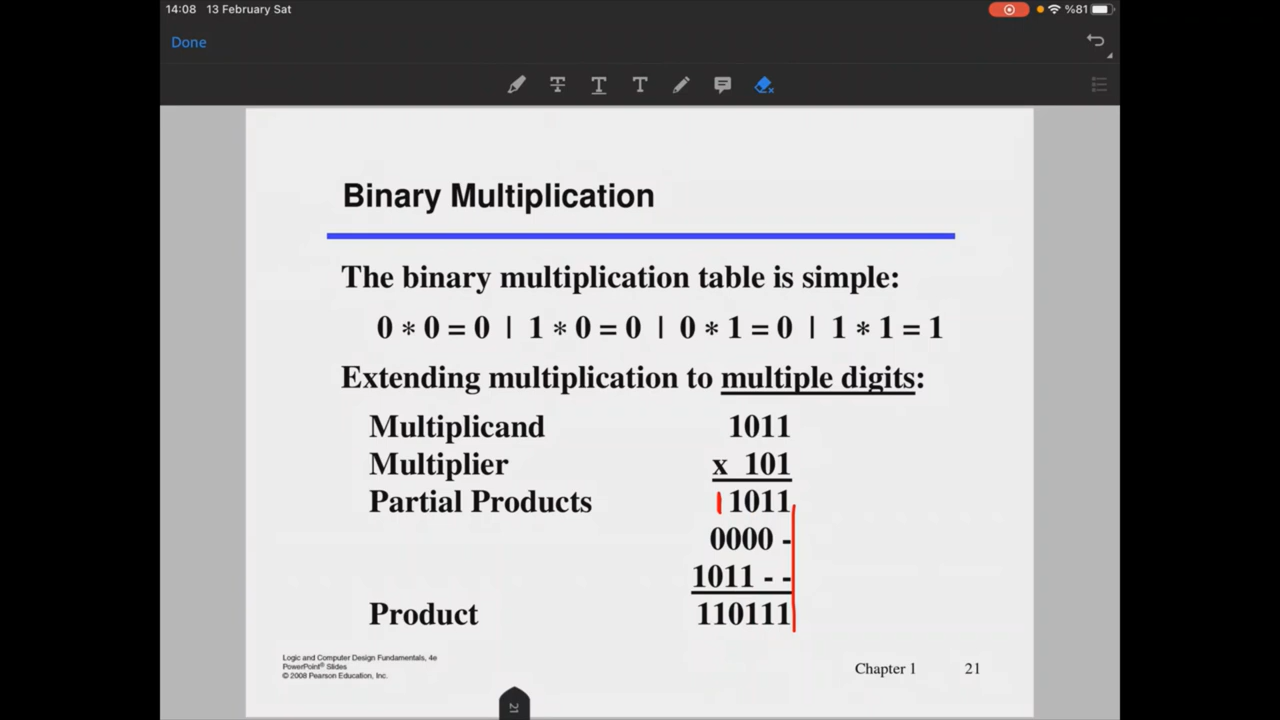 14:08 13 February Sat %81
Done
Binary Multiplication
The binary multiplication table is simple:
0 * 0 = 0 | 1 * 0 = 0 | 0 * 1 = 0 | 1 * 1 = 1
Extending multiplication to multiple digits:
Multiplicand 1011
Multiplier x 101
Partial Products 1011
0000 -
1011 - -
Product 110111
Logic and Computer Design Fundamentals, 4e
PowerPoint® Slides
© 2008 Pearson Education, Inc.
Chapter 1 21
21